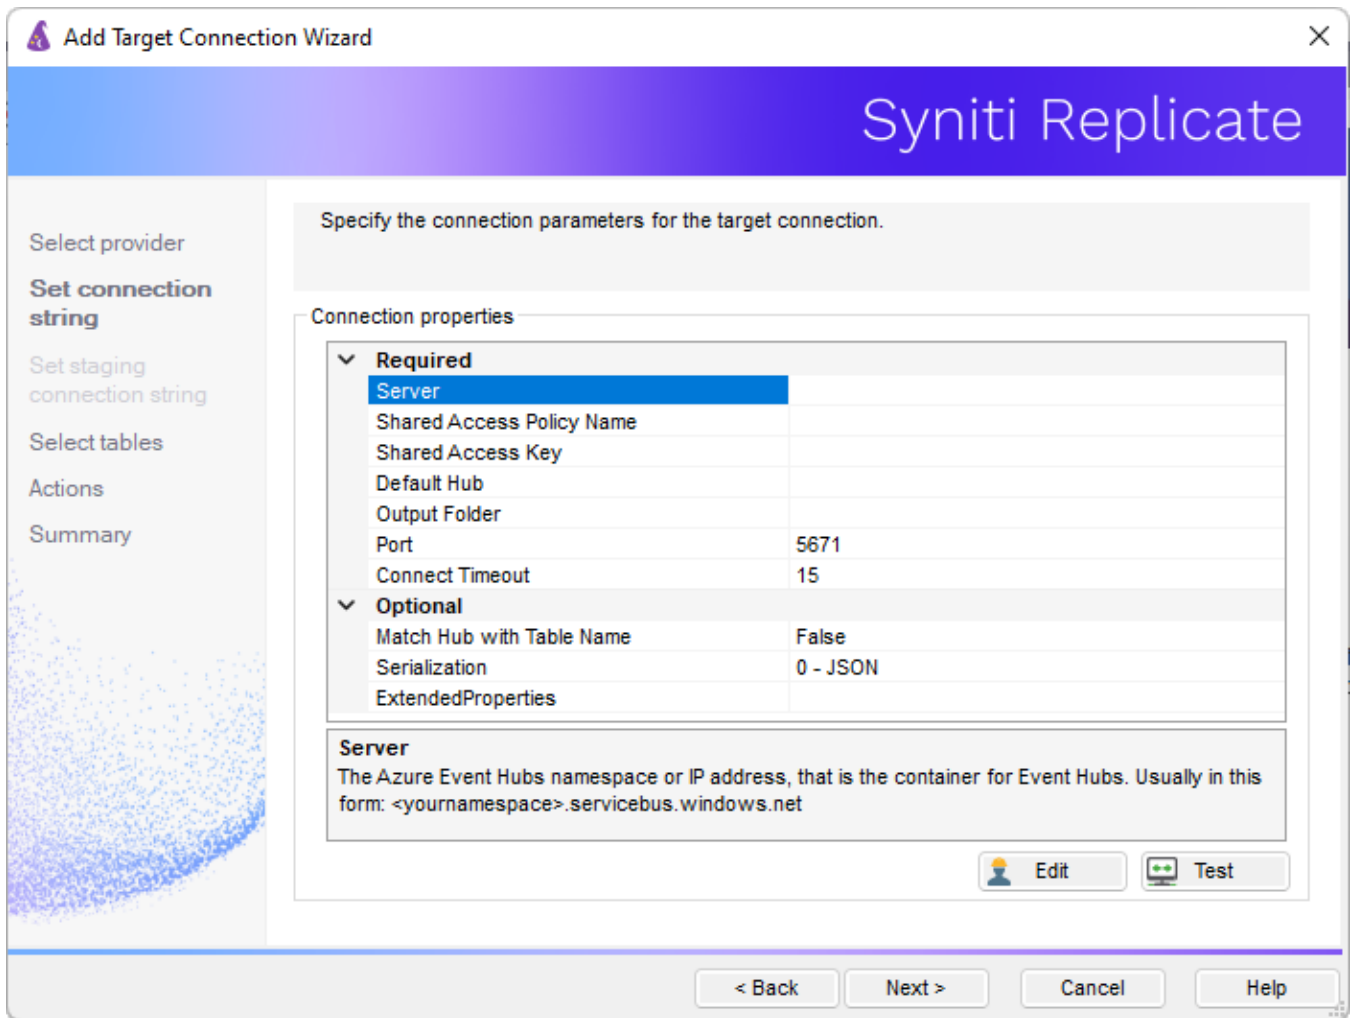 Add Target Connection Wizard
Syniti Replicate
Select provider
Set connection
string
Set staging
connection string
Select tables
Actions
Summary
Specify the connection parameters for the target connection.
Connection properties
Required
Server
Shared Access Policy Name
Shared Access Key
Default Hub
Output Folder
Port 5671
Connect Timeout 15
Optional
Match Hub with Table Name False
Serialization 0 - JSON
ExtendedProperties
Server
The Azure Event Hubs namespace or IP address, that is the container for Event Hubs. Usually in this
form: <yournamespace>.servicebus.windows.net
Edit Test
< Back Next > Cancel Help